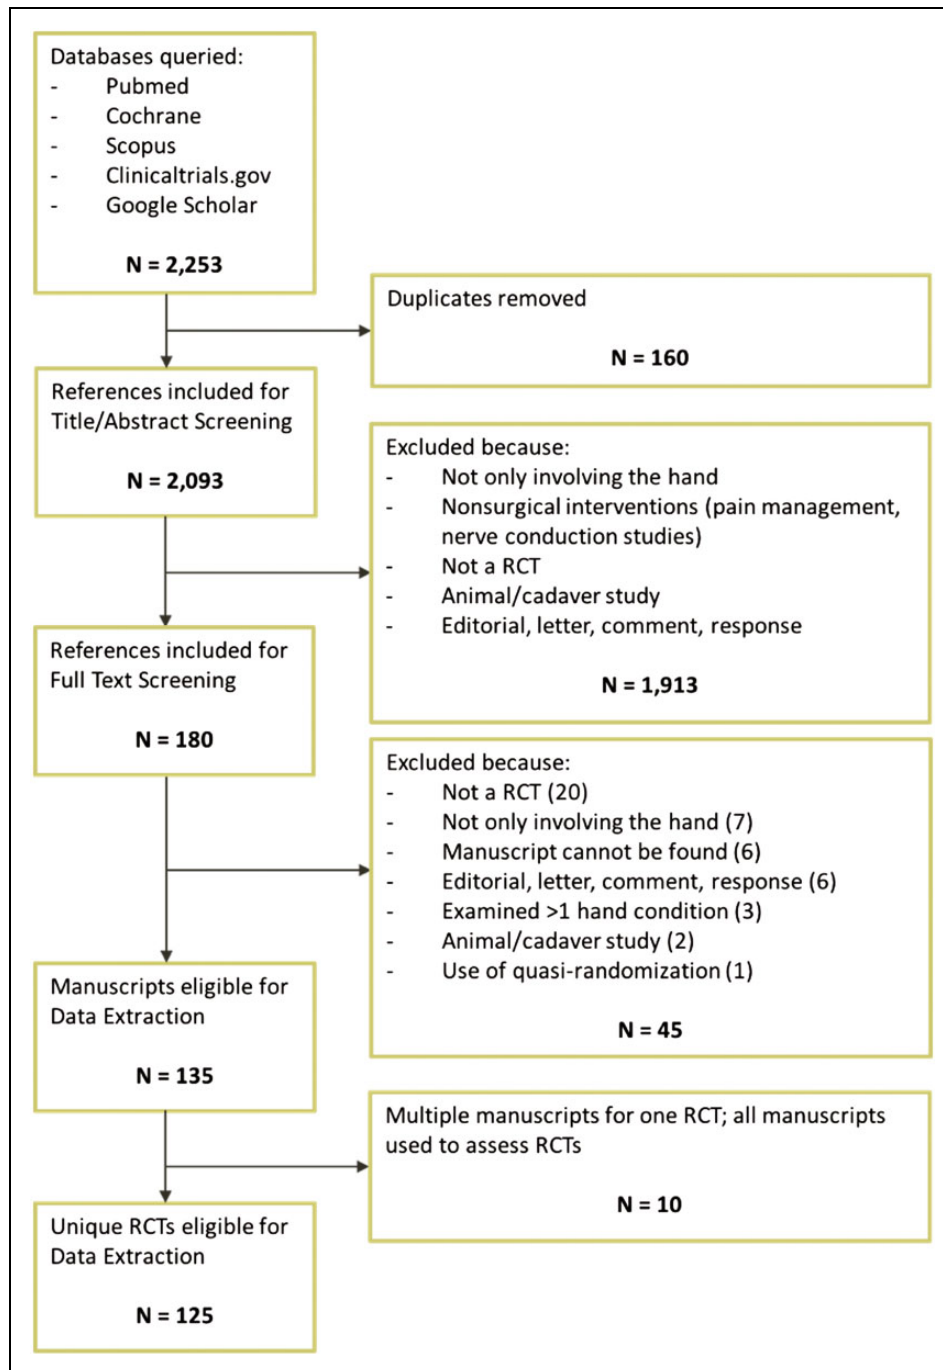 Databases queried:
- Pubmed
- Cochrane
- Scopus
- Clinicaltrials.gov
- Google Scholar
N = 2,253
Duplicates removed
N = 160
References included for
Title/Abstract Screening
N = 2,093
Excluded because:
- Not only involving the hand
- Nonsurgical interventions (pain management,
nerve conduction studies)
- Not a RCT
- Animal/cadaver study
- Editorial, letter, comment, response
N = 1,913
References included for
Full Text Screening
N = 180
Excluded because:
- Not a RCT (20)
- Not only involving the hand (7)
- Manuscript cannot be found (6)
- Editorial, letter, comment, response (6)
- Examined >1 hand condition (3)
- Animal/cadaver study (2)
- Use of quasi-randomization (1)
N = 45
Manuscripts eligible for
Data Extraction
N = 135
Multiple manuscripts for one RCT; all manuscripts
used to assess RCTs
N = 10
Unique RCTs eligible for
Data Extraction
N = 125